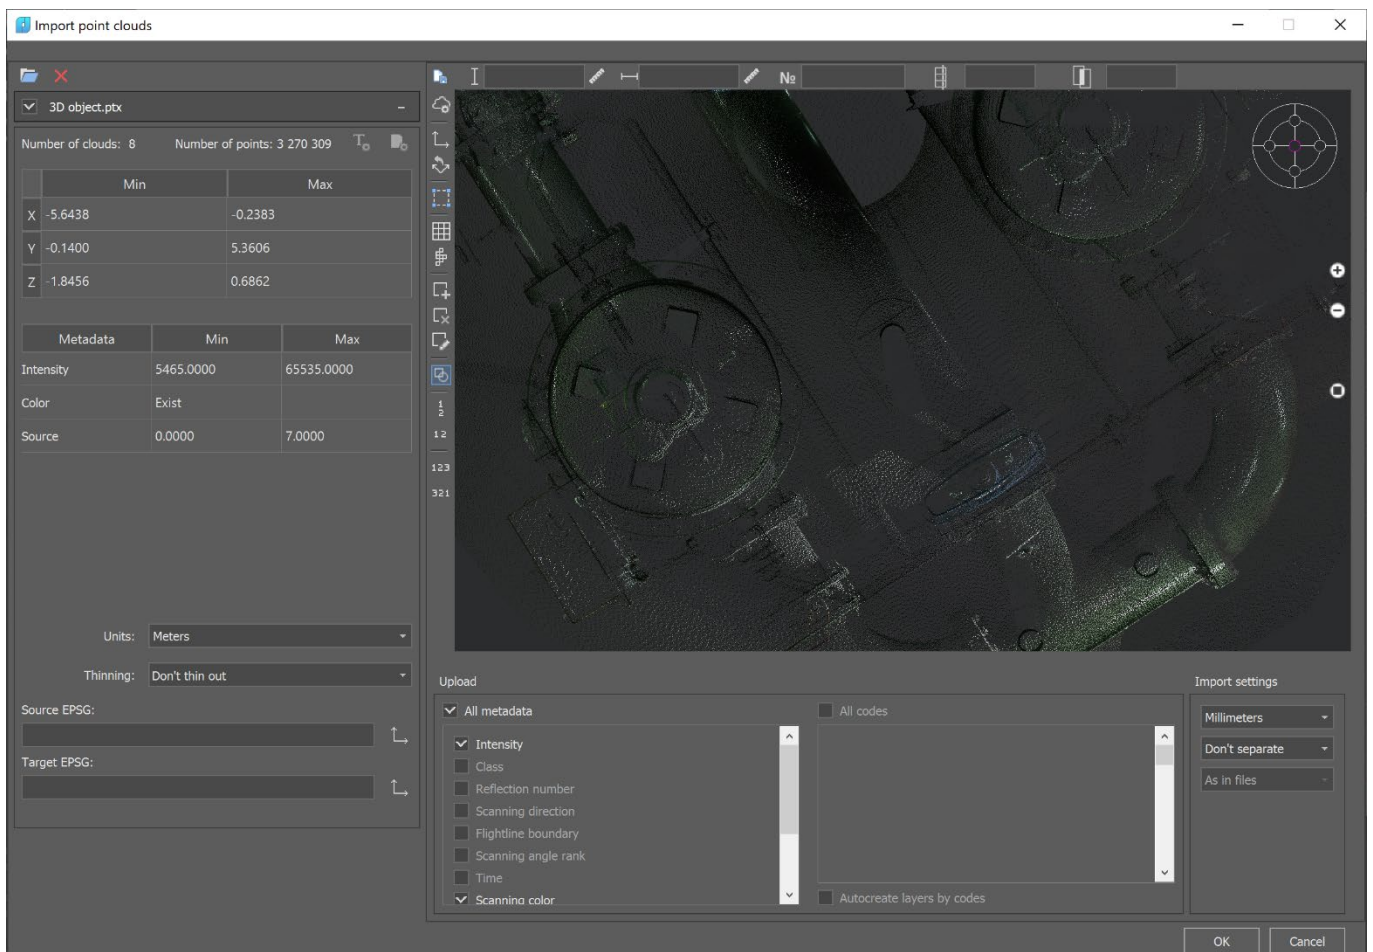 Import point clouds
3D object.ptx
Number of clouds: 8 Number of points: 3 270 309
Min Max
X -5.6438 -0.2383
Y -0.1400 5.3606
Z -1.8456 0.6862
Metadata Min Max
Intensity 5465.0000 65535.0000
Color Exist
Source 0.0000 7.0000
Units: Meters
Thinning: Don't thin out
Source EPSG:
Target EPSG:
№
1
2
12
123
321
Upload
All metadata
Intensity
Class
Reflection number
Scanning direction
Flightline boundary
Scanning angle rank
Time
Scanning color
All codes
Autocreate layers by codes
Import settings
Millimeters
Don't separate
As in files
OK Cancel